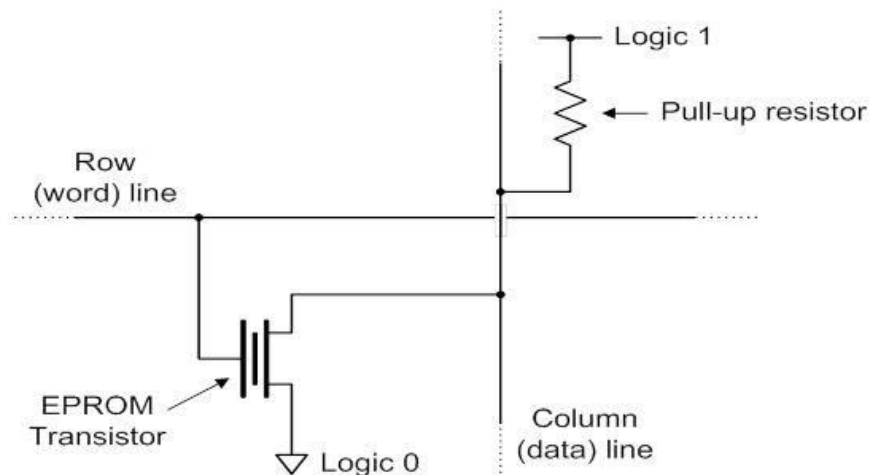 Logic 1
Pull-up resistor
Row
(word) line
EPROM
Transistor
Logic 0
Column
(data) line